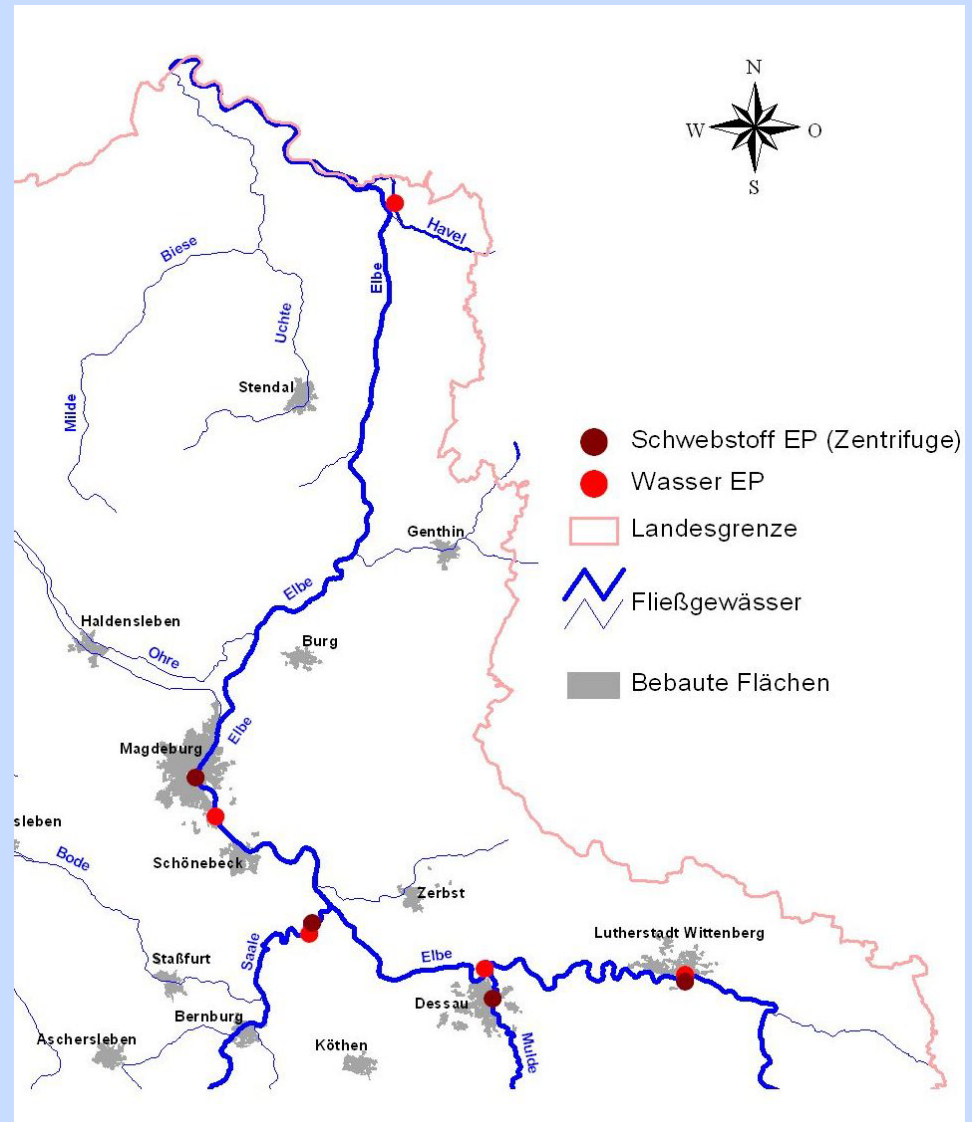 N
W
O
S
Havel
Biese
Elbe
Uchte
Stendal
Milde
Schwebstoff EP (Zentrifuge)
Wasser EP
Landesgrenze
Fließgewässer
Bebaute Flächen
Genthin
Elbe
Haldensleben
Burg
Ohre
Elbe
Magdeburg
sleben
Bode
Schönebeck
Zerbst
Lutherstadt Wittenberg
Saale
Elbe
Staßfurt
Dessau
Bernburg
Mulde
Aschersleben
Köthen